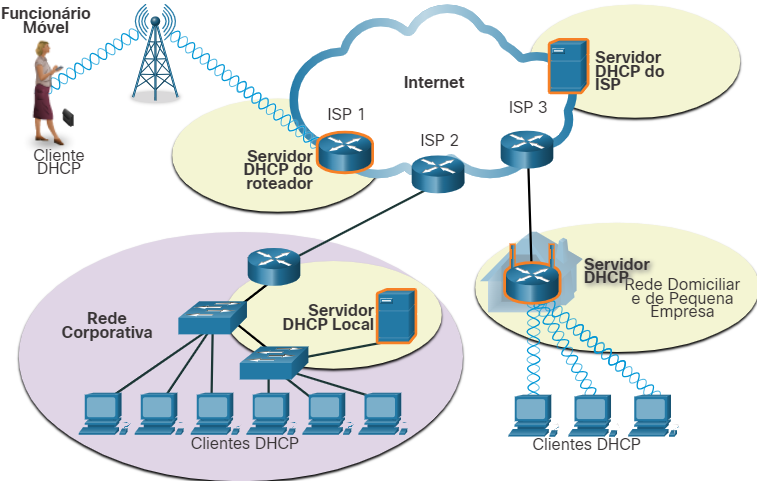 Funcionário
Móvel
Cliente
DHCP
Internet
Servidor
DHCP do
ISP
ISP 1
ISP 2
ISP 3
Servidor
DHCP do
roteador
Rede
Corporativa
Servidor
DHCP Local
Clientes DHCP
Servidor
DHCP
Rede Domiciliar
e de Pequena
Empresa
Clientes DHCP